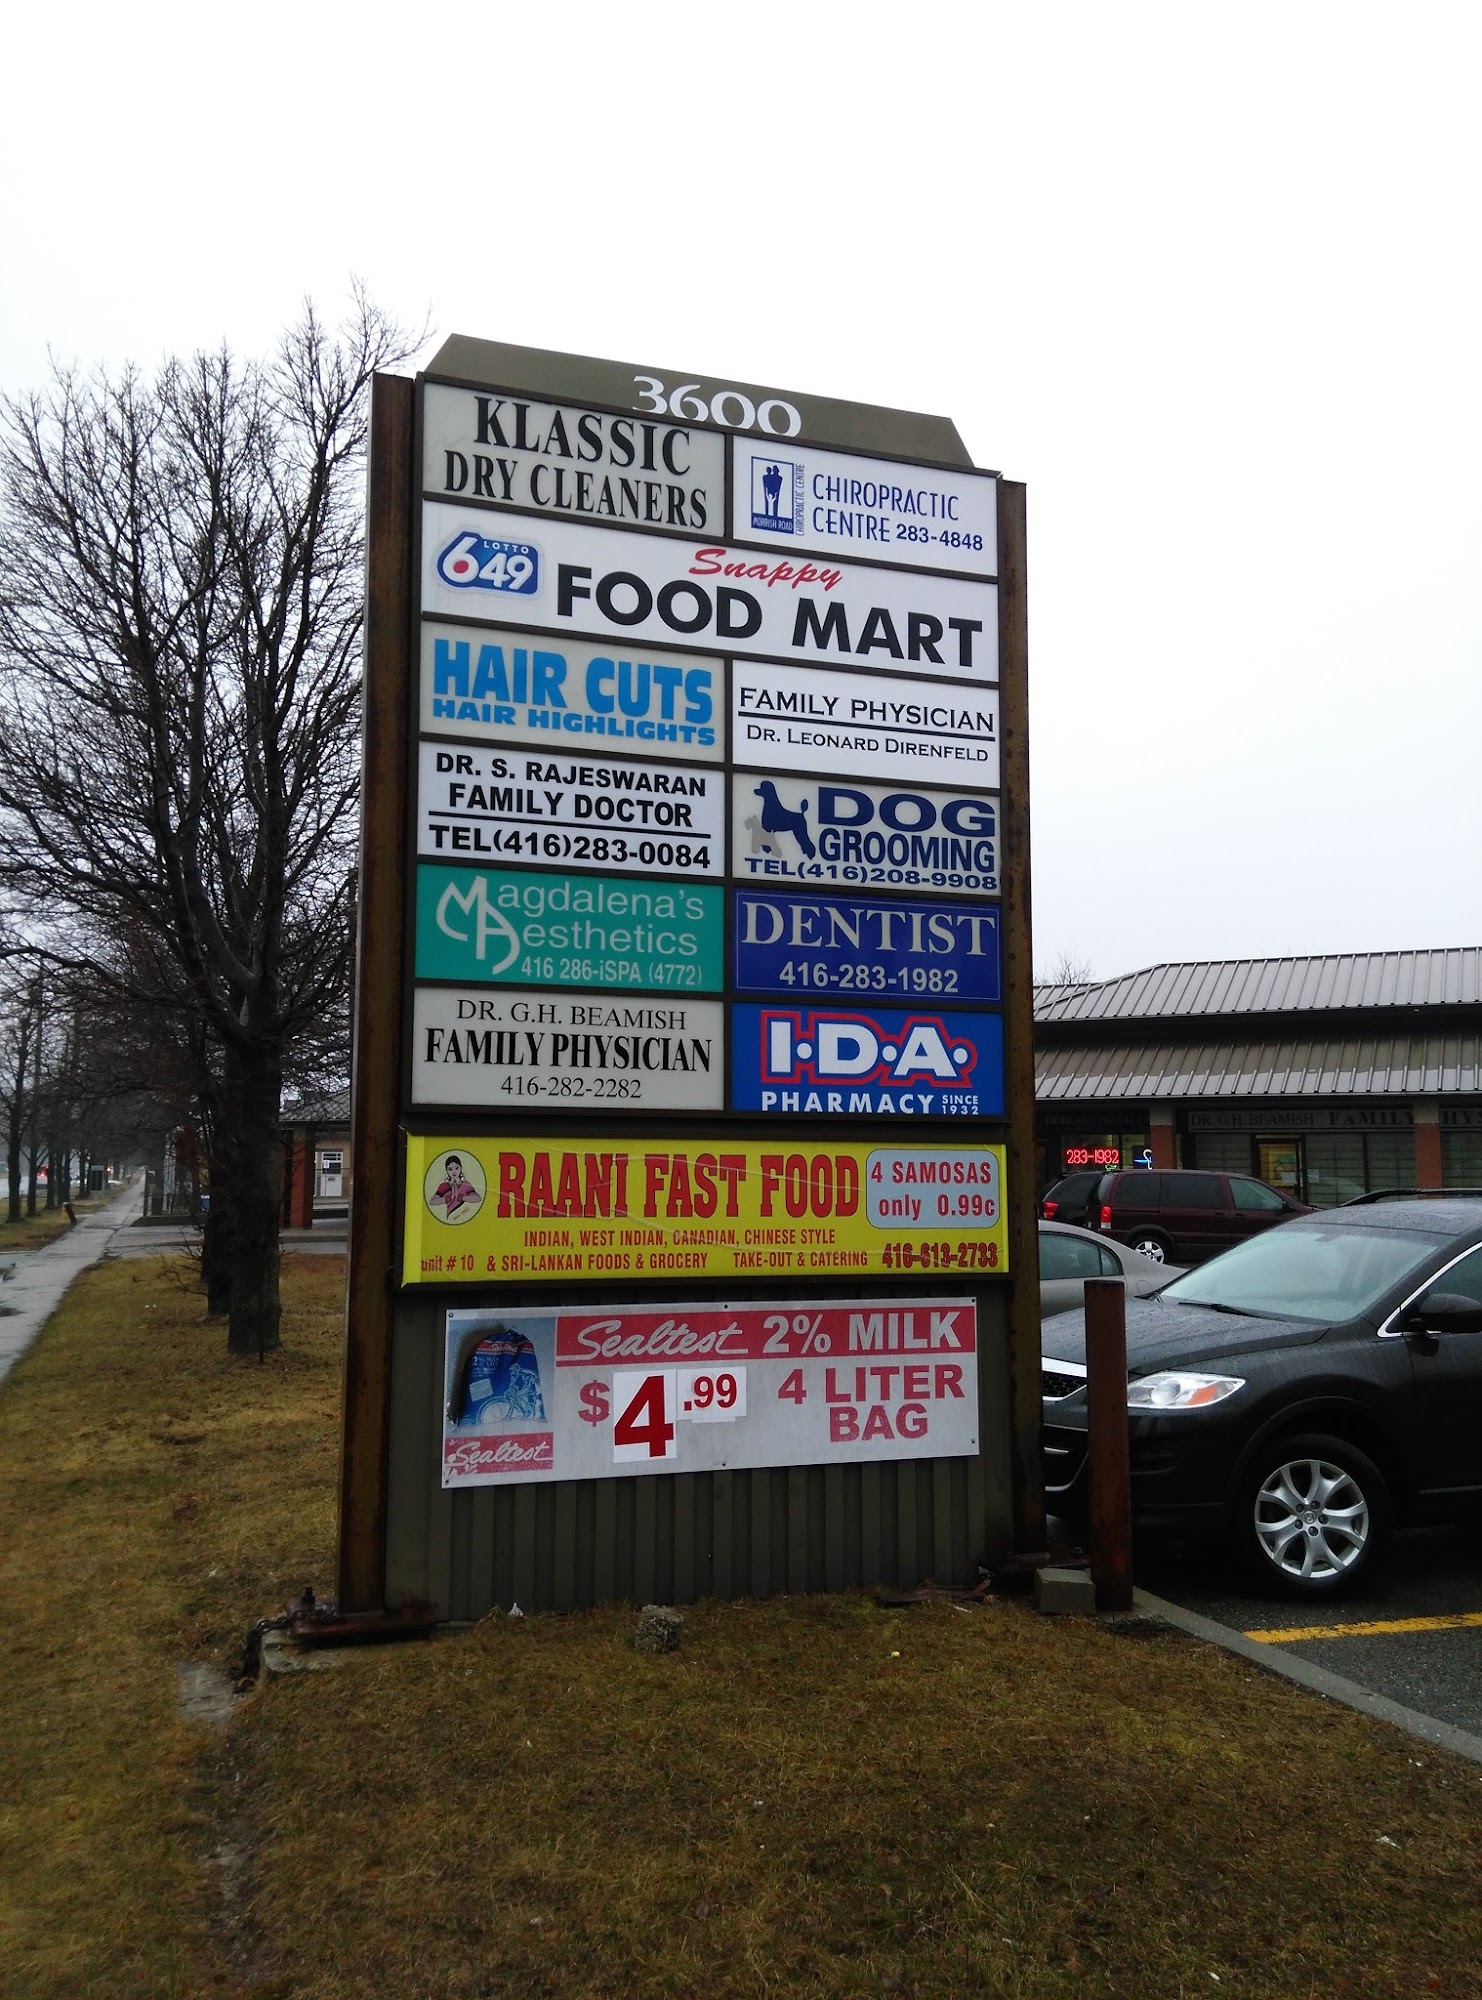 3600
KLASSIC
DRY CLEANERS
MORRISH ROAD
CHIROPRACTIC CENTRE
CHIROPRACTIC
CENTRE 283-4848
LOTTO
649
Snappy
FOOD MART
HAIR CUTS
HAIR HIGHLIGHTS
FAMILY PHYSICIAN
DR. LEONARD DIRENFELD
DR. S. RAJESWARAN
FAMILY DOCTOR
TEL(416)283-0084
DOG
GROOMING
TEL(416)208-9908
Magdalena's
Aesthetics
416 286-iSPA (4772)
DENTIST
416-283-1982
DR. G.H. BEAMISH
FAMILY PHYSICIAN
416-282-2282
I·D·A·
PHARMACY SINCE 1932
RAANI FAST FOOD
4 SAMOSAS
only 0.99c
INDIAN, WEST INDIAN, CANADIAN, CHINESE STYLE
unit # 10 & SRI-LANKAN FOODS & GROCERY TAKE-OUT & CATERING 416-613-2733
Sealtest 2% MILK
$4.99 4 LITER
BAG
Sealtest
283-1982
DR. G.H. BEAMISH FAMILY